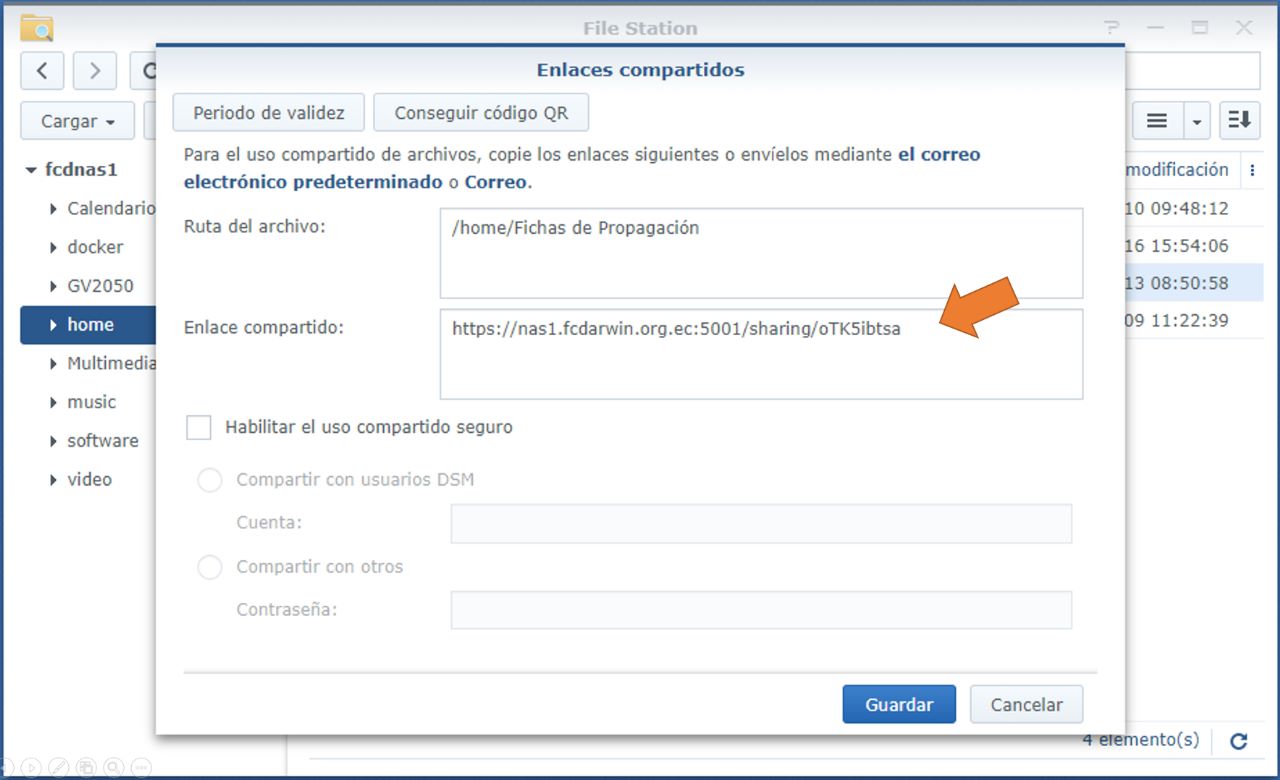 File Station
Enlaces compartidos
Periodo de validez
Conseguir código QR
Cargar
Para el uso compartido de archivos, copie los enlaces siguientes o envíelos mediante el correo
electrónico predeterminado o Correo.
fcdnas1
Calendario
docker
GV2050
home
Multimedia
music
software
video
Ruta del archivo:
/home/Fichas de Propagación
Enlace compartido:
https://nas1.fcdarwin.org.ec:5001/sharing/oTK5ibtsa
Habilitar el uso compartido seguro
Compartir con usuarios DSM
Cuenta:
Compartir con otros
Contraseña:
Guardar
Cancelar
modificación
10 09:48:12
16 15:54:06
13 08:50:58
09 11:22:39
4 elemento(s)